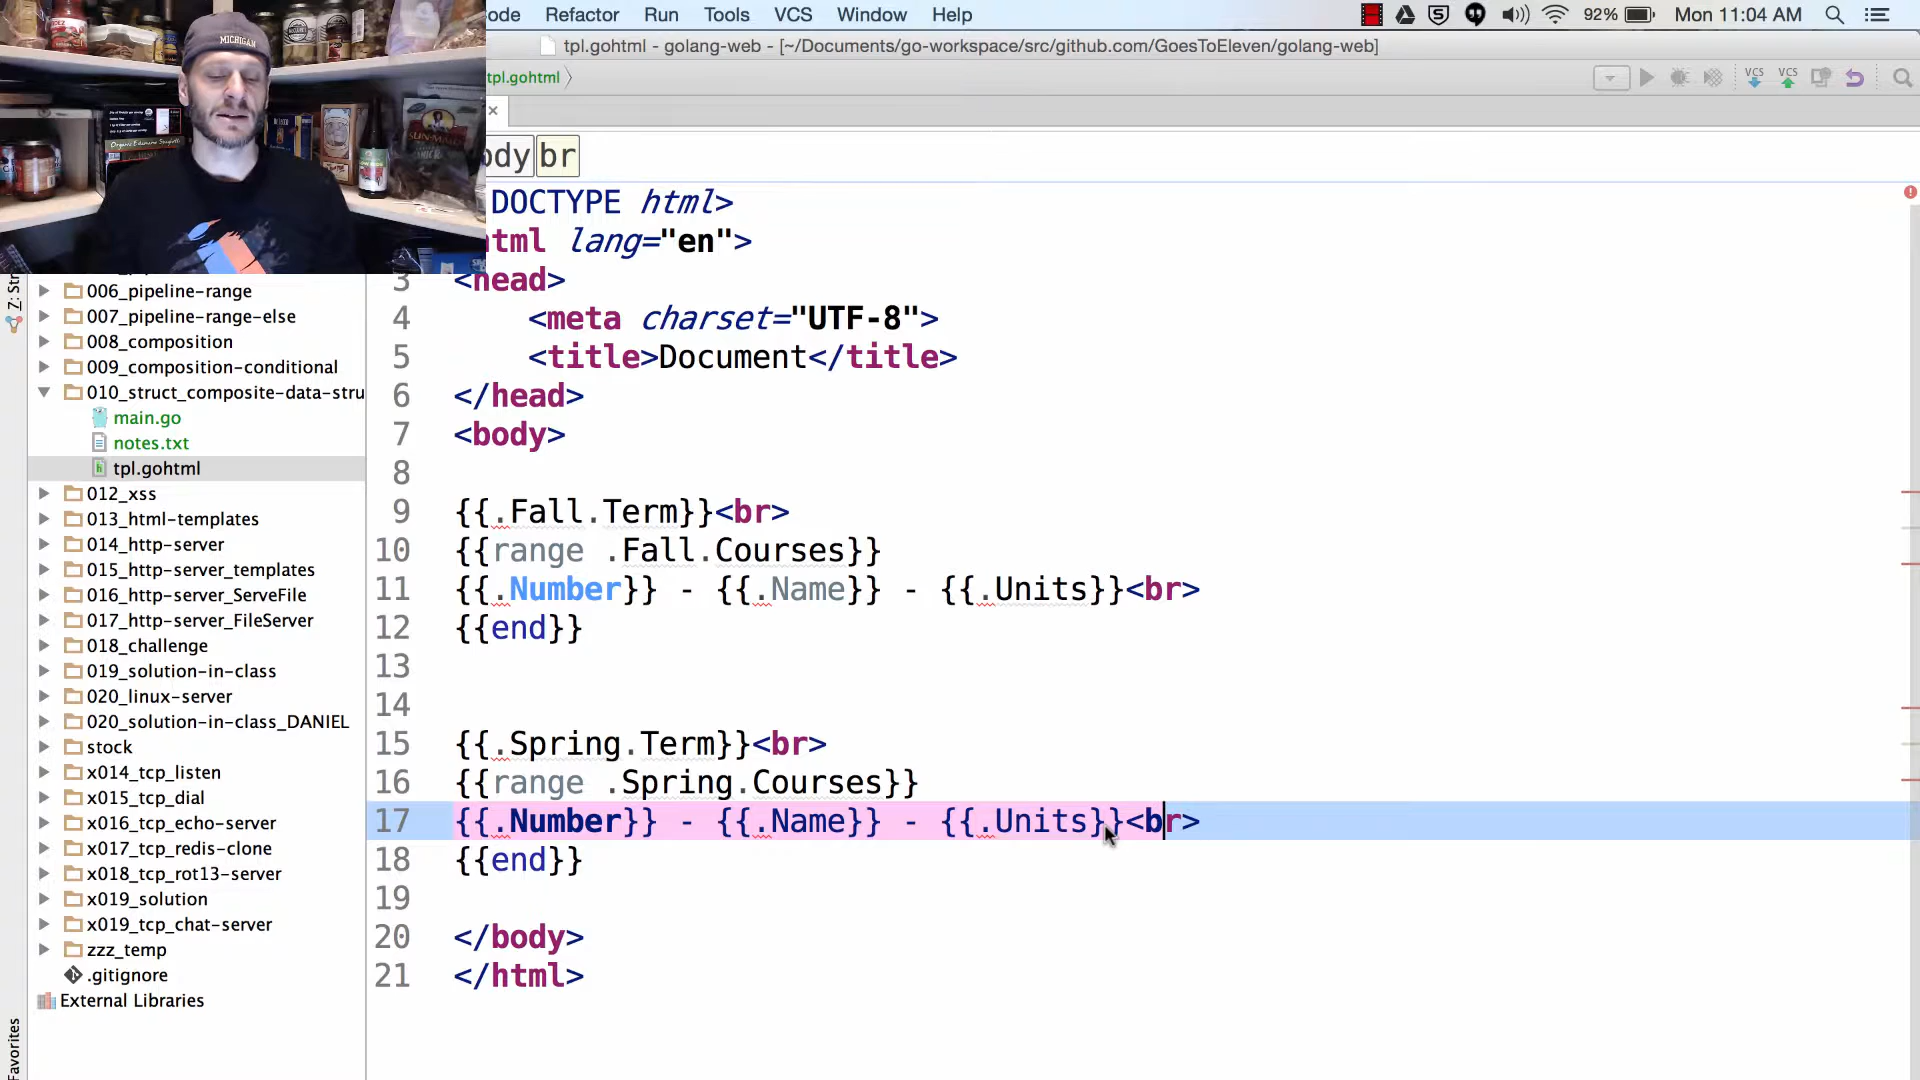 ode Refactor Run Tools VCS Window Help 92% Mon 11:04 AM
tpl.gohtml - golang-web - [~/Documents/go-workspace/src/github.com/GoesToEleven/golang-web]
tpl.gohtml
VCS VCS
MICHIGAN
SUN-MAID
ody br
DOCTYPE html>
tml lang="en">
3 <head>
4 <meta charset="UTF-8">
5 <title>Document</title>
6 </head>
7 <body>
8
9 {{.Fall.Term}}<br>
10 {{range .Fall.Courses}}
11 {{.Number}} - {{.Name}} - {{.Units}}<br>
12 {{end}}
13
14
15 {{.Spring.Term}}<br>
16 {{range .Spring.Courses}}
17 {{.Number}} - {{.Name}} - {{.Units}}<br>
18 {{end}}
19
20 </body>
21 </html>
Z: Str
006_pipeline-range
007_pipeline-range-else
008_composition
009_composition-conditional
010_struct_composite-data-stru
main.go
notes.txt
tpl.gohtml
012_xss
013_html-templates
014_http-server
015_http-server_templates
016_http-server_ServeFile
017_http-server_FileServer
018_challenge
019_solution-in-class
020_linux-server
020_solution-in-class_DANIEL
stock
x014_tcp_listen
x015_tcp_dial
x016_tcp_echo-server
x017_tcp_redis-clone
x018_tcp_rot13-server
x019_solution
x019_tcp_chat-server
zzz_temp
.gitignore
External Libraries
Favorites